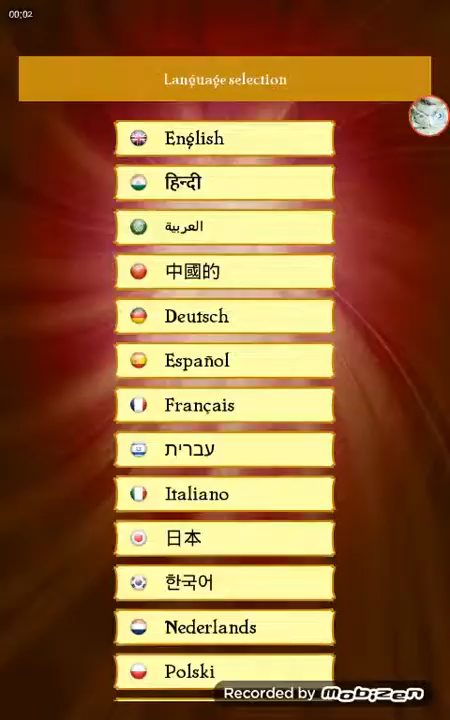 00:02
Language selection
English
हिन्दी
العربية
中國的
Deutsch
Español
Français
עברית
Italiano
日本
한국어
Nederlands
Polski
Recorded by Mobizen